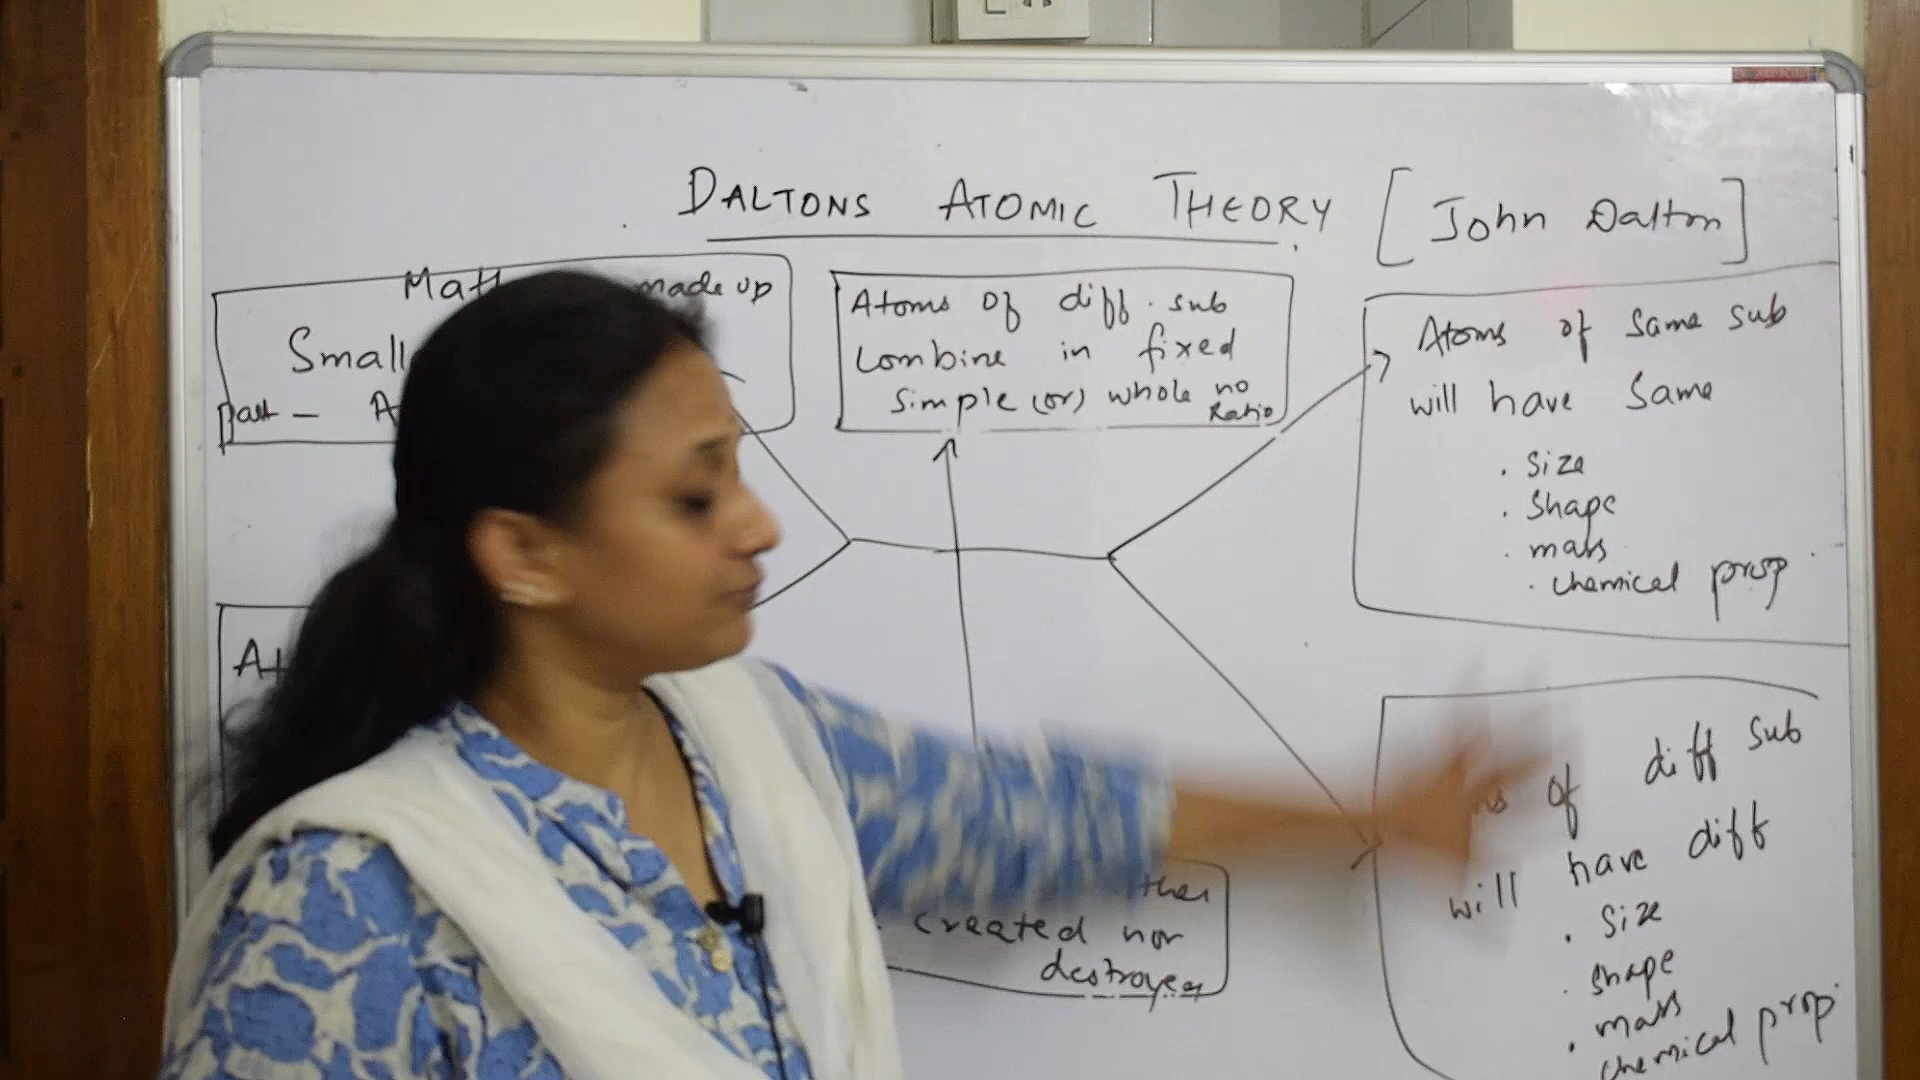 DALTONS ATOMIC THEORY [John Dalton]
made up
Small
part -
Atoms of diff. sub
combine in fixed
simple (or) whole no
Ratio
Atoms of same sub
will have same
. size
. shape
. mass
. chemical prop
of diff sub
will have diff
. size
. shape
. mass
chemical prop
created nor
destroyed